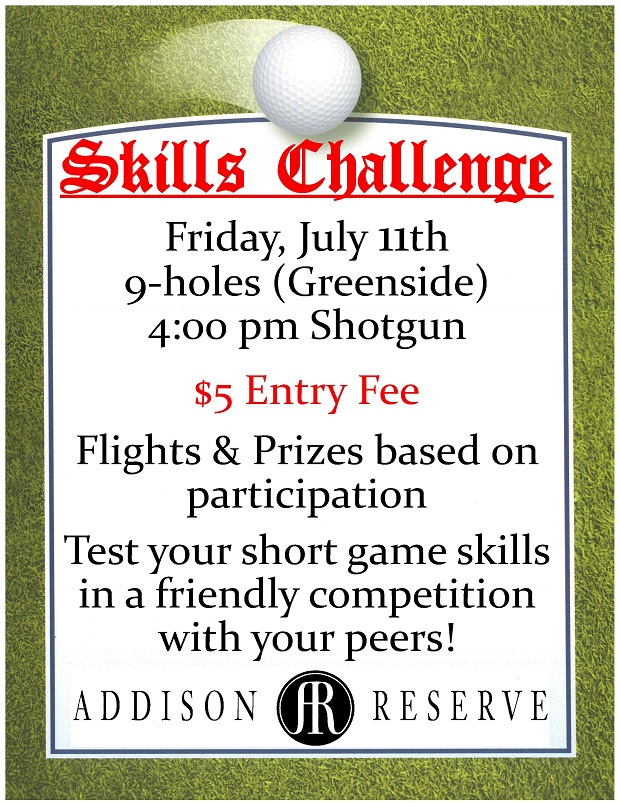 Skills Challenge
Friday, July 11th
9-holes (Greenside)
4:00 pm Shotgun
$5 Entry Fee
Flights & Prizes based on
participation
Test your short game skills
in a friendly competition
with your peers!
ADDISON AR RESERVE